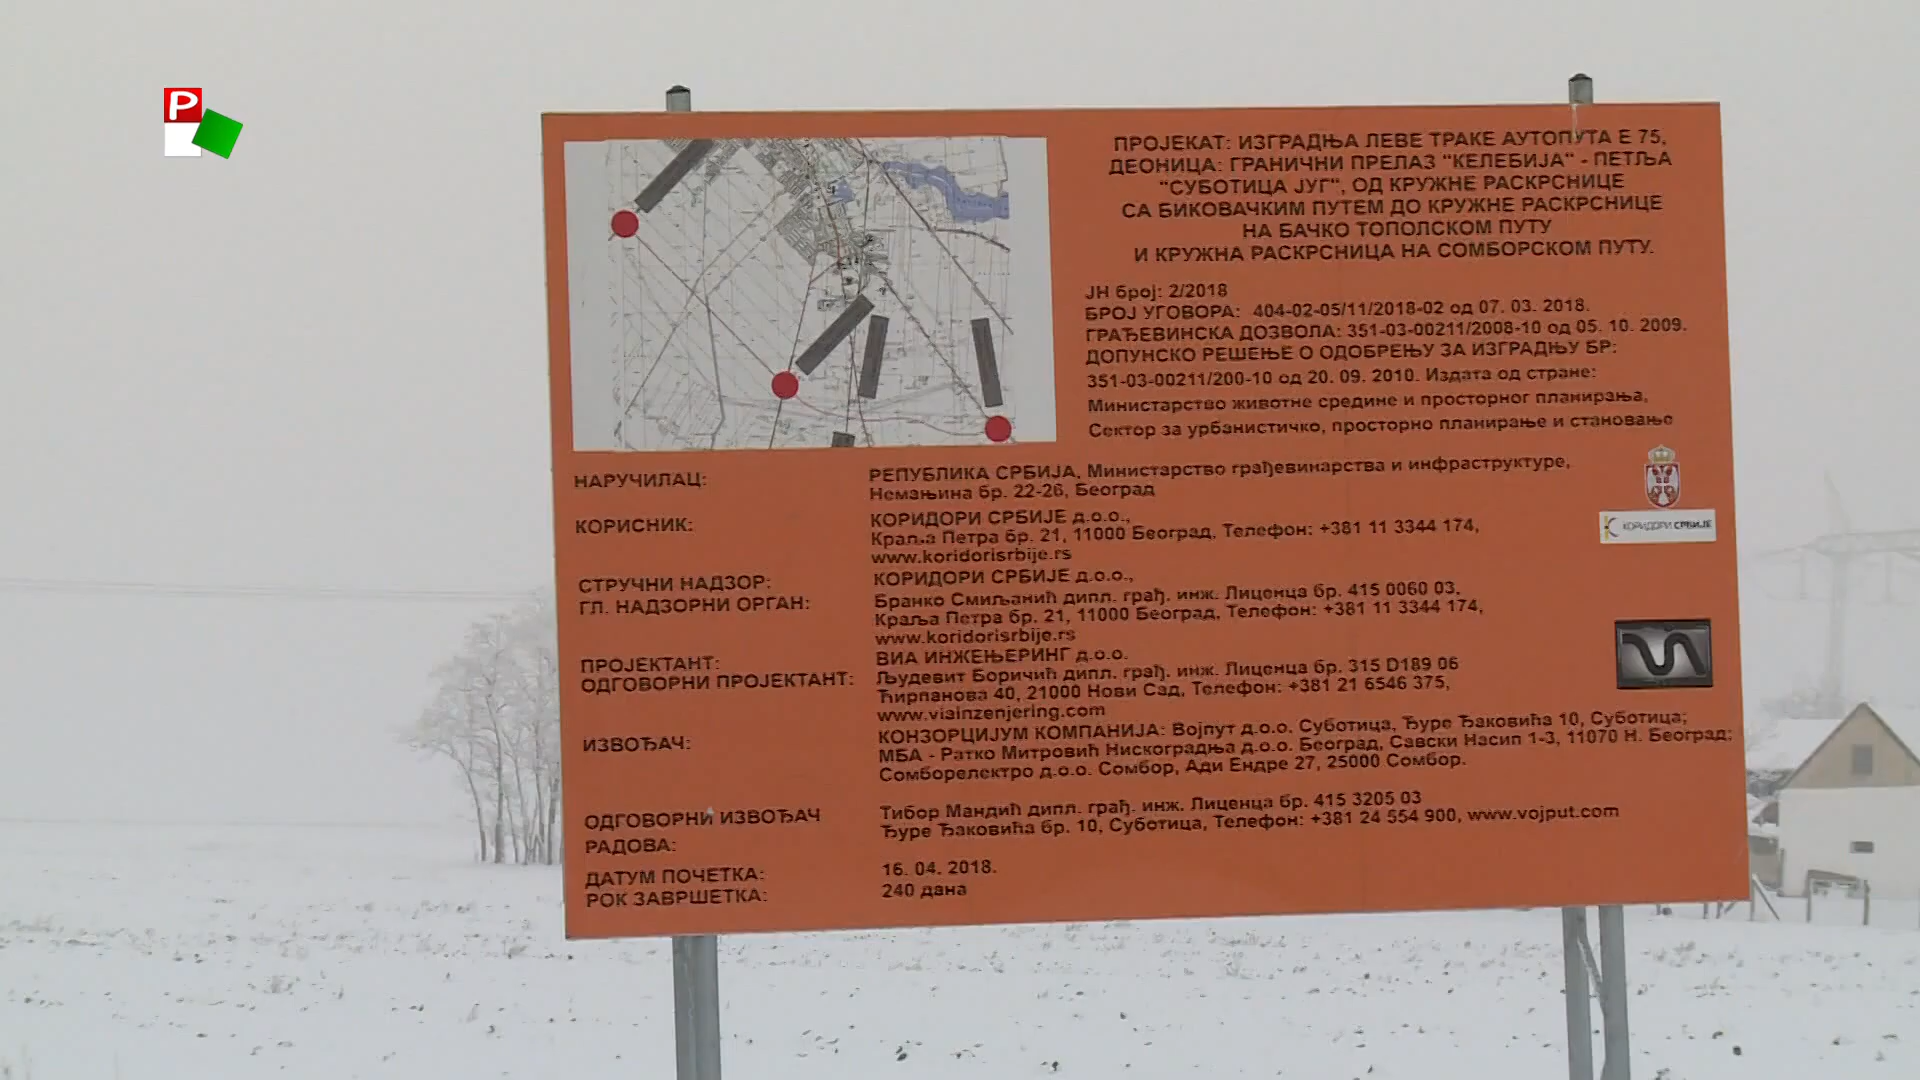 P
ПРОЈЕКАТ: ИЗГРАДЊА ЛЕВЕ ТРАКЕ АУТОПУТА Е 75,
ДЕОНИЦА: ГРАНИЧНИ ПРЕЛАЗ "КЕЛЕБИЈА" - ПЕТЉА
"СУБОТИЦА ЈУГ", ОД КРУЖНЕ РАСКРСНИЦЕ
СА БИКОВАЧКИМ ПУТЕМ ДО КРУЖНЕ РАСКРСНИЦЕ
НА БАЧКО ТОПОЛСКОМ ПУТУ
И КРУЖНА РАСКРСНИЦА НА СОМБОРСКОМ ПУТУ.
ЈН број: 2/2018
БРОЈ УГОВОРА: 404-02-05/11/2018-02 од 07. 03. 2018.
ГРАЂЕВИНСКА ДОЗВОЛА: 351-03-00211/2008-10 од 05. 10. 2009.
ДОПУНСКО РЕШЕЊЕ О ОДОБРЕЊУ ЗА ИЗГРАДЊУ БР:
351-03-00211/200-10 од 20. 09. 2010. Издата од стране:
Министарство животне средине и просторног планирања,
Сектор за урбанистичко, просторно планирање и становање
НАРУЧИЛАЦ: РЕПУБЛИКА СРБИЈА, Министарство грађевинарства и инфраструктуре,
Немањина бр. 22-26, Београд
КОРИСНИК: КОРИДОРИ СРБИЈЕ д.о.о.,
Краља Петра бр. 21, 11000 Београд, Телефон: +381 11 3344 174,
www.koridorisrbije.rs
КОРИДОРИ СРБИЈЕ
СТРУЧНИ НАДЗОР: КОРИДОРИ СРБИЈЕ д.о.о.,
ГЛ. НАДЗОРНИ ОРГАН: Бранко Смиљанић дипл. грађ. инж. Лиценца бр. 415 0060 03,
Краља Петра бр. 21, 11000 Београд, Телефон: +381 11 3344 174,
www.koridorisrbije.rs
ПРОЈЕКТАНТ: ВИА ИНЖЕЊЕРИНГ д.о.о.
ОДГОВОРНИ ПРОЈЕКТАНТ: Људевит Боричић дипл. грађ. инж. Лиценца бр. 315 D189 06
Ћирпанова 40, 21000 Нови Сад, Телефон: +381 21 6546 375,
www.viainzenjering.com
ИЗВОЂАЧ: КОНЗОРЦИЈУМ КОМПАНИЈА: Војпут д.о.о. Суботица, Ђуре Ђаковића 10, Суботица;
МБА - Ратко Митровић Нискоградња д.о.о. Београд, Савски Насип 1-3, 11070 Н. Београд;
Сомборелектро д.о.о. Сомбор, Ади Ендре 27, 25000 Сомбор.
ОДГОВОРНИ ИЗВОЂАЧ Тибор Мандић дипл. грађ. инж. Лиценца бр. 415 3205 03
РАДОВА: Ђуре Ђаковића бр. 10, Суботица, Телефон: +381 24 554 900, www.vojput.com
ДАТУМ ПОЧЕТКА: 16. 04. 2018.
РОК ЗАВРШЕТКА: 240 дана